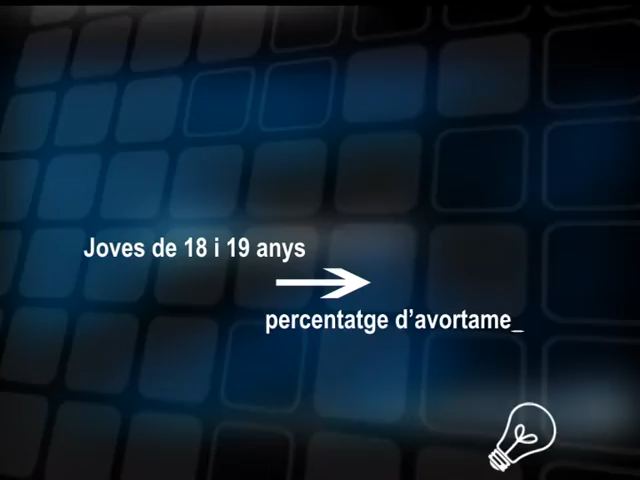 Joves de 18 i 19 anys
percentatge d’avortame_